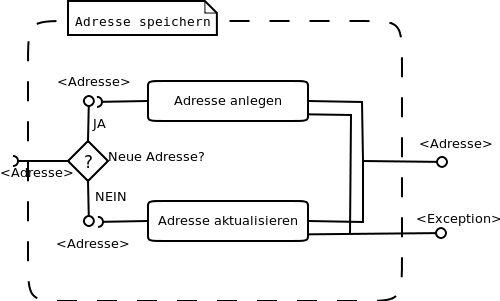 Adresse speichern
<Adresse>
Adresse anlegen
JA
?
Neue Adresse?
<Adresse>
<Adresse>
NEIN
Adresse aktualisieren
<Exception>
<Adresse>